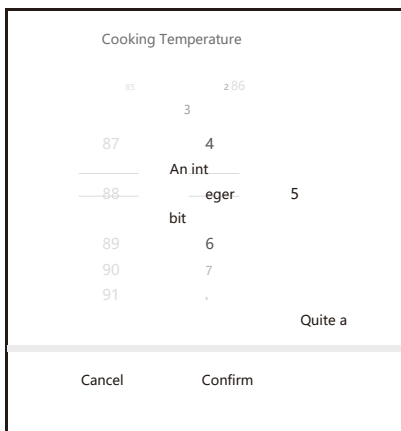 Cooking Temperature
85 2 86
3
87 4
An int
88 eger 5
bit
89 6
90 7
91
Quite a
Cancel Confirm